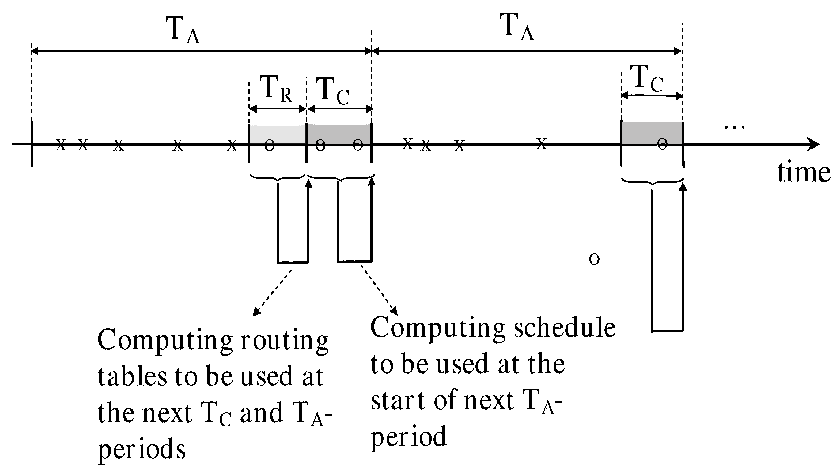 T_A T_A
T_R T_C T_C
x x x x x o o o x x x x o ...
time
o
Computing routing
tables to be used at
the next T_C and T_A-
periods
Computing schedule
to be used at the
start of next T_A-
period